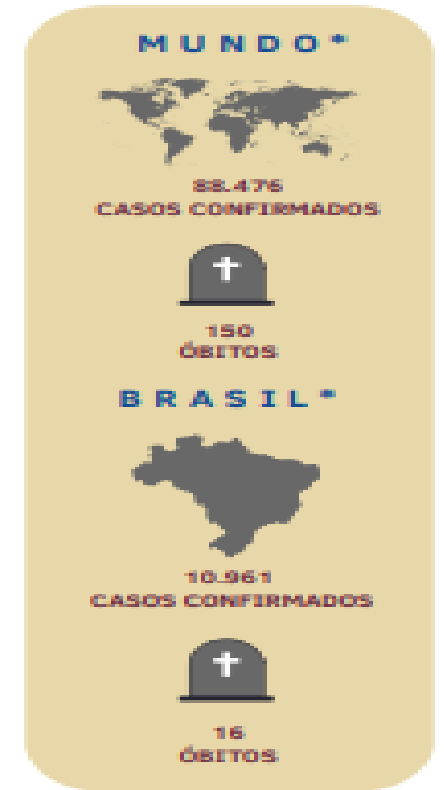 MUNDO*
88.476
CASOS CONFIRMADOS
150
ÓBITOS
BRASIL*
10.961
CASOS CONFIRMADOS
16
ÓBITOS